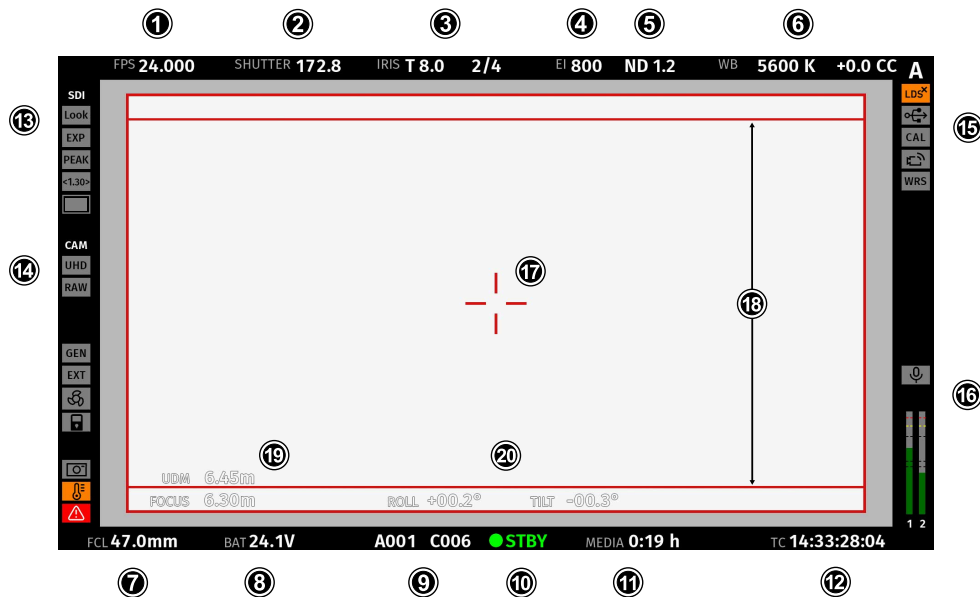 1 2 3 4 5 6
FPS 24.000 SHUTTER 172.8 IRIS T 8.0 2/4 EI 800 ND 1.2 WB 5600 K +0.0 CC A
SDI LDS×
13 Look 15
EXP CAL
PEAK
<1.30> WRS
CAM
14 UHD 17
RAW
18
GEN
EXT
16
19 20
UDM 6.45m
FOCUS 6.30m ROLL +00.2° TILT -00.3°
1 2
FCL 47.0mm BAT 24.1V A001 C006 STBY MEDIA 0:19 h TC 14:33:28:04
7 8 9 10 11 12